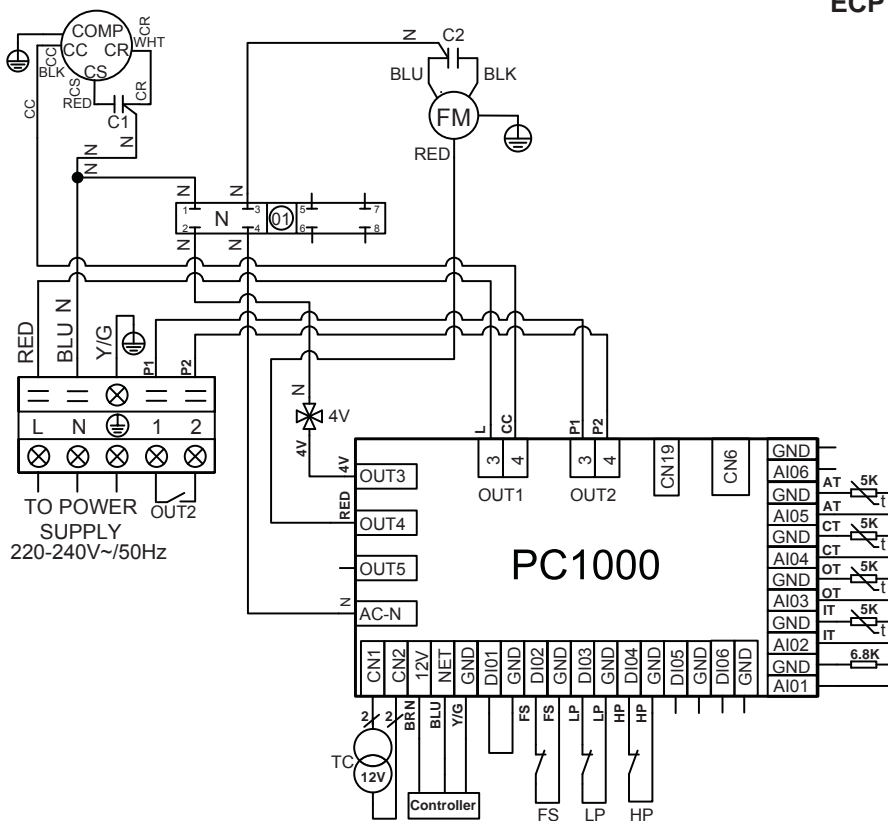 ECP
COMP
CC CR
CS
CR
WHT
CC
BLK
CS
RED
CR
C1
CC
N
N
N
N
N
C2
BLU
BLK
FM
RED
N
N
1
2
N
3
4
01
5
6
7
8
N
N
RED
BLU N
Y/G
P1
P2
L N 1 2
TO POWER
SUPPLY
220-240V~/50Hz
OUT2
N
4V
4V
L
CC
P1
P2
4V
OUT3
RED
OUT4
OUT5
N
AC-N
3
4
OUT1
3
4
OUT2
CN19
CN6
PC1000
GND
AI06
GND
AI05
GND
AI04
GND
AI03
GND
AI02
GND
AI01
AT
5K
t
AT
CT
5K
t
CT
OT
5K
t
OT
IT
5K
t
IT
6.8K
CN1
CN2
12V
NET
GND
DI01
GND
DI02
GND
DI03
GND
DI04
GND
DI05
GND
DI06
GND
2
2
BRN
BLU
Y/G
FS
FS
LP
LP
HP
HP
TC
12V
Controller
FS
LP
HP